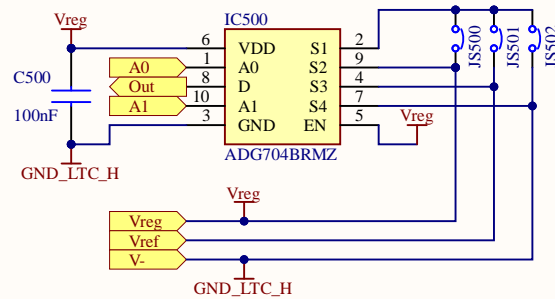 Vreg
IC500
6 VDD S1 2
A0 1 A0 S2 9
Out 8 D S3 4
A1 10 A1 S4 7
3 GND EN 5
ADG704BRMZ
C500
100nF
GND_LTC_H
JS500
JS501
JS502
Vreg
Vreg
Vreg
Vref
V-
GND_LTC_H